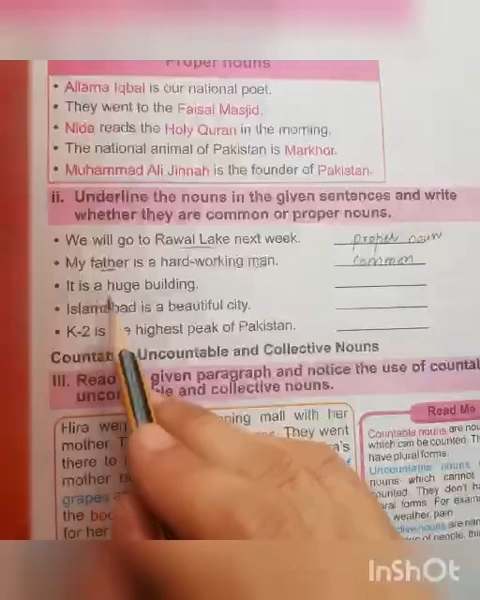 Proper nouns
• Allama Iqbal is our national poet.
• They went to the Faisal Masjid.
• Nida reads the Holy Quran in the morning.
• The national animal of Pakistan is Markhor.
• Muhammad Ali Jinnah is the founder of Pakistan.
ii. Underline the nouns in the given sentences and write
whether they are common or proper nouns.
• We will go to Rawal Lake next week. proper noun
• My father is a hard-working man. common
• It is a huge building.
• Islamabad is a beautiful city.
• K-2 is highest peak of Pakistan.
Uncountable and Collective Nouns
III. Read given paragraph and notice the use of
and collective nouns.
Hira mall with her
mother They went
there to
mother
grapes
the
for her
Read Me
Countable nouns are
which can be counted.
have plural forms.
Uncountable nouns
nouns which cannot
counted. They don't
forms. For
weather, pain
nouns are
of people,
InShOt